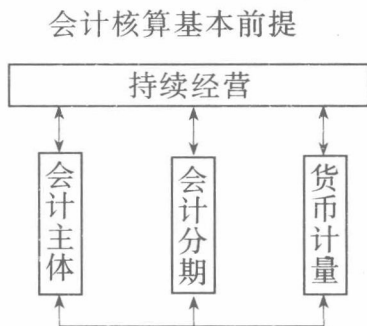 会计核算基本前提
持续经营
会计主体
会计分期
货币计量